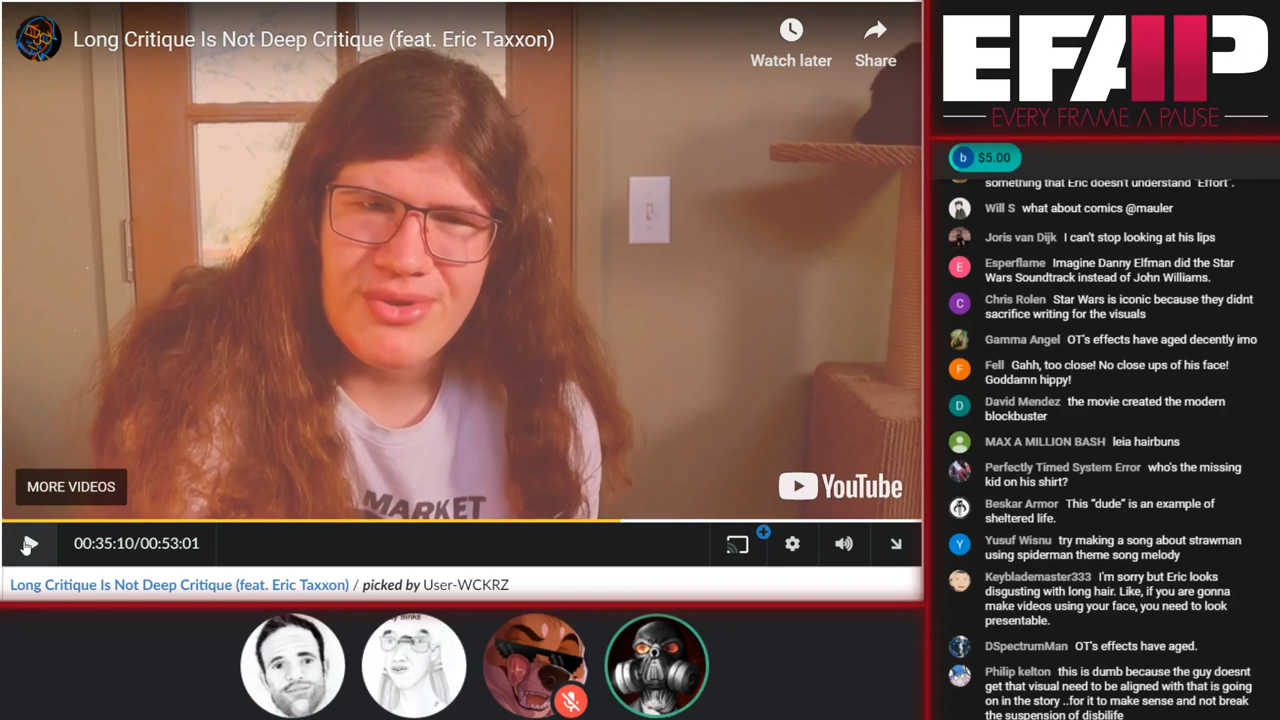 Long Critique Is Not Deep Critique (feat. Eric Taxxon)
Watch later
Share
MARKET
MORE VIDEOS
YouTube
00:35:10/00:53:01
Long Critique Is Not Deep Critique (feat. Eric Taxxon) / picked by User-WCKRZ
EFAP
EVERY FRAME A PAUSE
b $5.00
something that Eric doesn't understand "Effort".
Will S what about comics @mauler
Joris van Dijk I can't stop looking at his lips
E
Esperflame Imagine Danny Elfman did the Star
Wars Soundtrack instead of John Williams.
C
Chris Rolen Star Wars is iconic because they didnt
sacrifice writing for the visuals
Gamma Angel OT's effects have aged decently imo
F
Fell Gahh, too close! No close ups of his face!
Goddamn hippy!
D
David Mendez the movie created the modern
blockbuster
MAX A MILLION BASH leia hairbuns
Perfectly Timed System Error who's the missing
kid on his shirt?
Beskar Armor This “dude” is an example of
sheltered life.
Y
Yusuf Wisnu try making a song about strawman
using spiderman theme song melody
Keyblademaster333 I'm sorry but Eric looks
disgusting with long hair. Like, if you are gonna
make videos using your face, you need to look
presentable.
DSpectrumMan OT's effects have aged.
Philip kelton this is dumb because the guy doesnt
get that visual need to be aligned with that is going
on in the story ..for it to make sense and not break
the suspension of disbilife